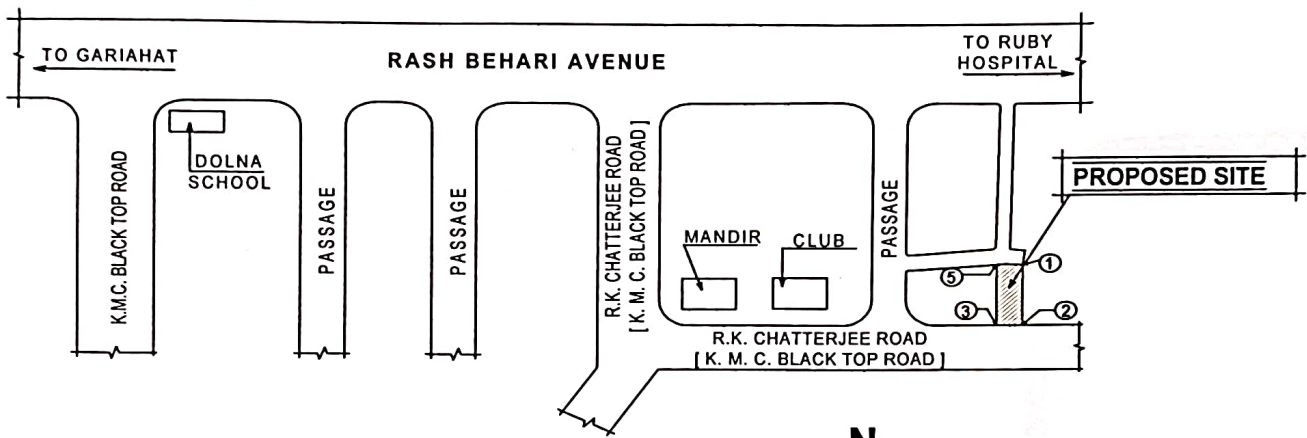 TO GARIAHAT
RASH BEHARI AVENUE
TO RUBY
HOSPITAL
K.M.C. BLACK TOP ROAD
DOLNA
SCHOOL
PASSAGE
PASSAGE
R.K. CHATTERJEE ROAD
[ K. M. C. BLACK TOP ROAD ]
MANDIR
CLUB
PASSAGE
PROPOSED SITE
1
5
3
2
R.K. CHATTERJEE ROAD
[ K. M. C. BLACK TOP ROAD ]
N